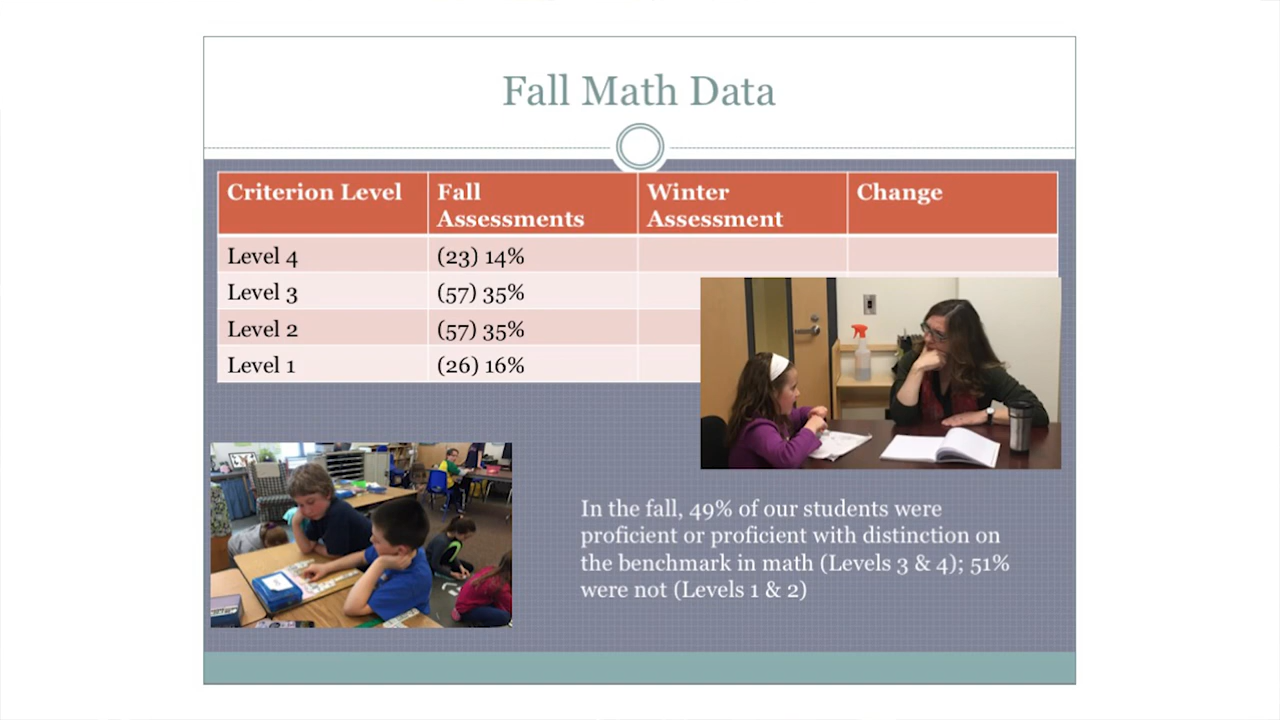 Fall Math Data
Criterion Level Fall Assessments Winter Assessment Change
Level 4 (23) 14%
Level 3 (57) 35%
Level 2 (57) 35%
Level 1 (26) 16%
In the fall, 49% of our students were
proficient or proficient with distinction on
the benchmark in math (Levels 3 & 4); 51%
were not (Levels 1 & 2)